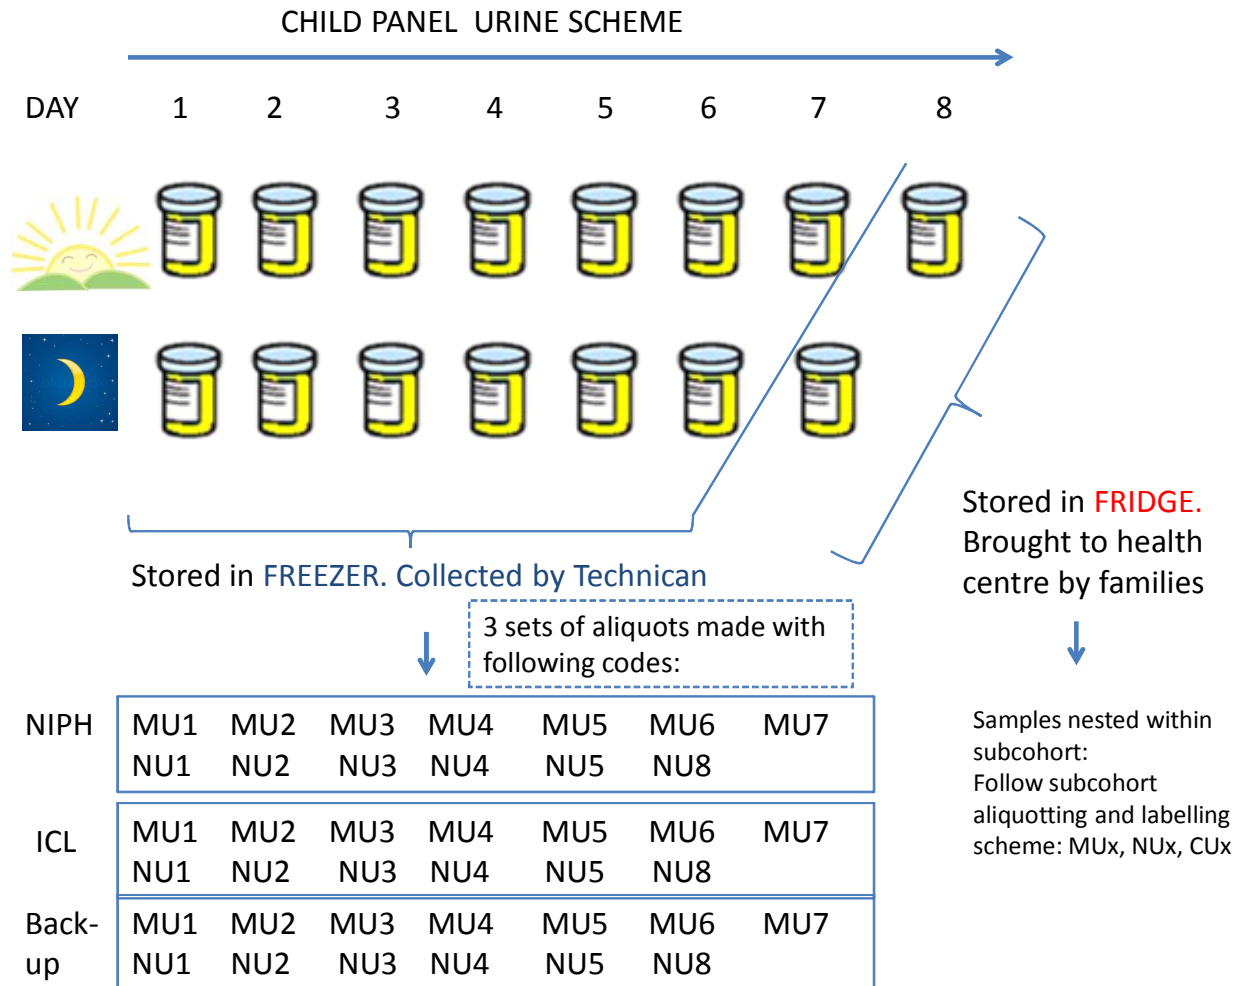 CHILD PANEL URINE SCHEME
DAY 1 2 3 4 5 6 7 8
Stored in FREEZER. Collected by Technican
Stored in FRIDGE.
Brought to health
centre by families
3 sets of aliquots made with
following codes:
NIPH MU1 MU2 MU3 MU4 MU5 MU6 MU7
NU1 NU2 NU3 NU4 NU5 NU8
ICL MU1 MU2 MU3 MU4 MU5 MU6 MU7
NU1 NU2 NU3 NU4 NU5 NU8
Back- MU1 MU2 MU3 MU4 MU5 MU6 MU7
up NU1 NU2 NU3 NU4 NU5 NU8
Samples nested within
subcohort:
Follow subcohort
aliquotting and labelling
scheme: MUx, NUx, CUx